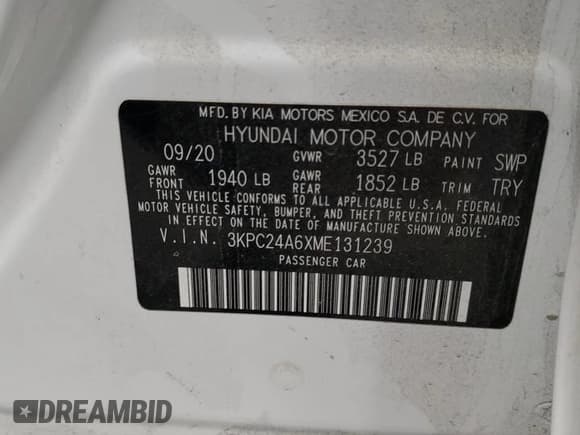 MFD. BY KIA MOTORS MEXICO S.A. DE C.V. FOR
HYUNDAI MOTOR COMPANY
09/20 GVWR 3527 LB PAINT SWP
GAWR FRONT 1940 LB GAWR REAR 1852 LB TRIM TRY
THIS VEHICLE CONFORMS TO ALL APPLICABLE U.S.A. FEDERAL
MOTOR VEHICLE SAFETY, BUMPER, AND THEFT PREVENTION STANDARDS
IN EFFECT ON THE DATE OF MANUFACTURE SHOWN ABOVE.
V.I.N. 3KPC24A6XME131239
PASSENGER CAR
DREAMBID